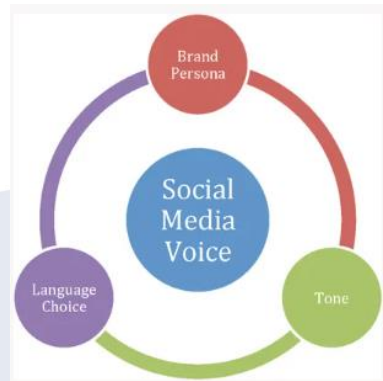 Brand
Persona
Social
Media
Voice
Language
Choice
Tone